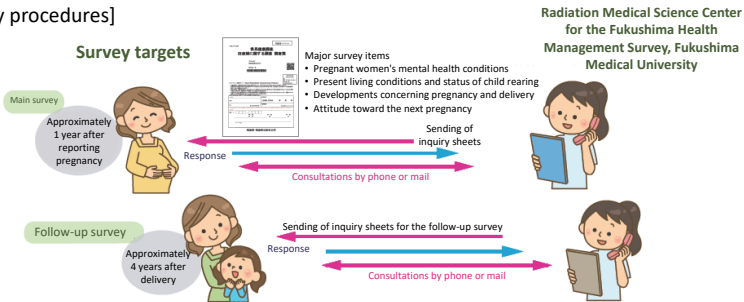 y procedures]
Radiation Medical Science Center
for the Fukushima Health
Management Survey, Fukushima
Medical University
Survey targets
Major survey items
• Pregnant women's mental health conditions
• Present living conditions and status of child rearing
• Developments concerning pregnancy and delivery
• Attitude toward the next pregnancy
Main survey
Approximately
1 year after
reporting
pregnancy
Sending of
inquiry sheets
Response
Consultations by phone or mail
Follow-up survey
Approximately
4 years after
delivery
Sending of inquiry sheets for the follow-up survey
Response
Consultations by phone or mail